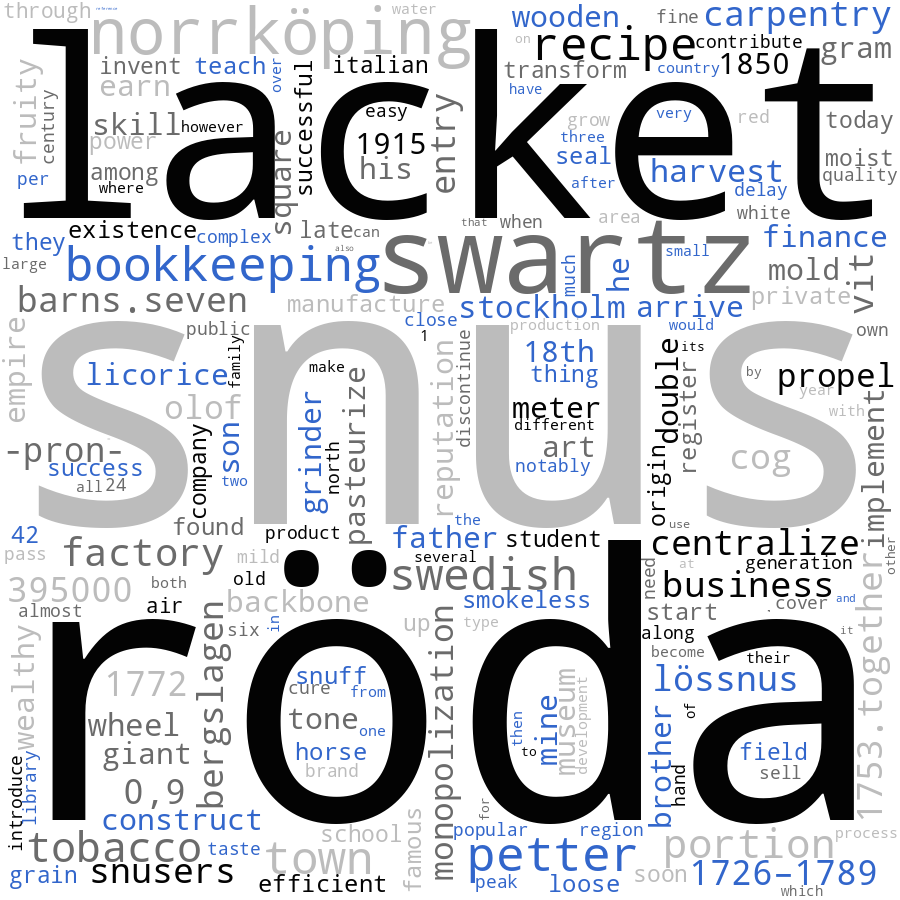 through
norrköping
water
wooden
fine
carpentry
recipe
contribute
on
gram
invent
teach
over
italian
transform
country
1850
earn
fruity
century
lacket
successful
easy
have
skill
however
power
1915
entry
grow
very
red
today
three
seal
among
where
per
square
his
harvest
moist
quality
after
delay
white
existence
late
can
that
when
area
they
complex
also
swartz
small
finance
large
bookkeeping
much
he
mold
vit
barns.seven
manufacture
stockholm
arrive
private
close
production
would
own
public
1
empire
snus
family
18th
its
licorice
make
thing
by
propel
year
olof
meter
double
with
different
register
discontinue
reputation
-pron-
art
cog
success
notably
company
son
grinder
north
pasteurize
two
all
24
origin
implement
found
the
use
42
product
father
student
centralize
pass
factory
mild
several
at
generation
other
old
swedish
business
395000
both
need
almost
air
backbone
smokeless
start
.
cover
and
six
in
up
type
along
it
become
their
wealthy
bergslagen
röda
monopolization
1772
snuff
cure
from
lössnus
of
wheel
tone
one
then
mine
museum
development
giant
horse
to
brother
field
brand
hand
sell
0,9
1753.together
introduce
library
construct
school
for
popular
region
process
tobacco
taste
town
famous
petter
portion
grain
snusers
efficient
peak
loose
soon
1726–1789
which